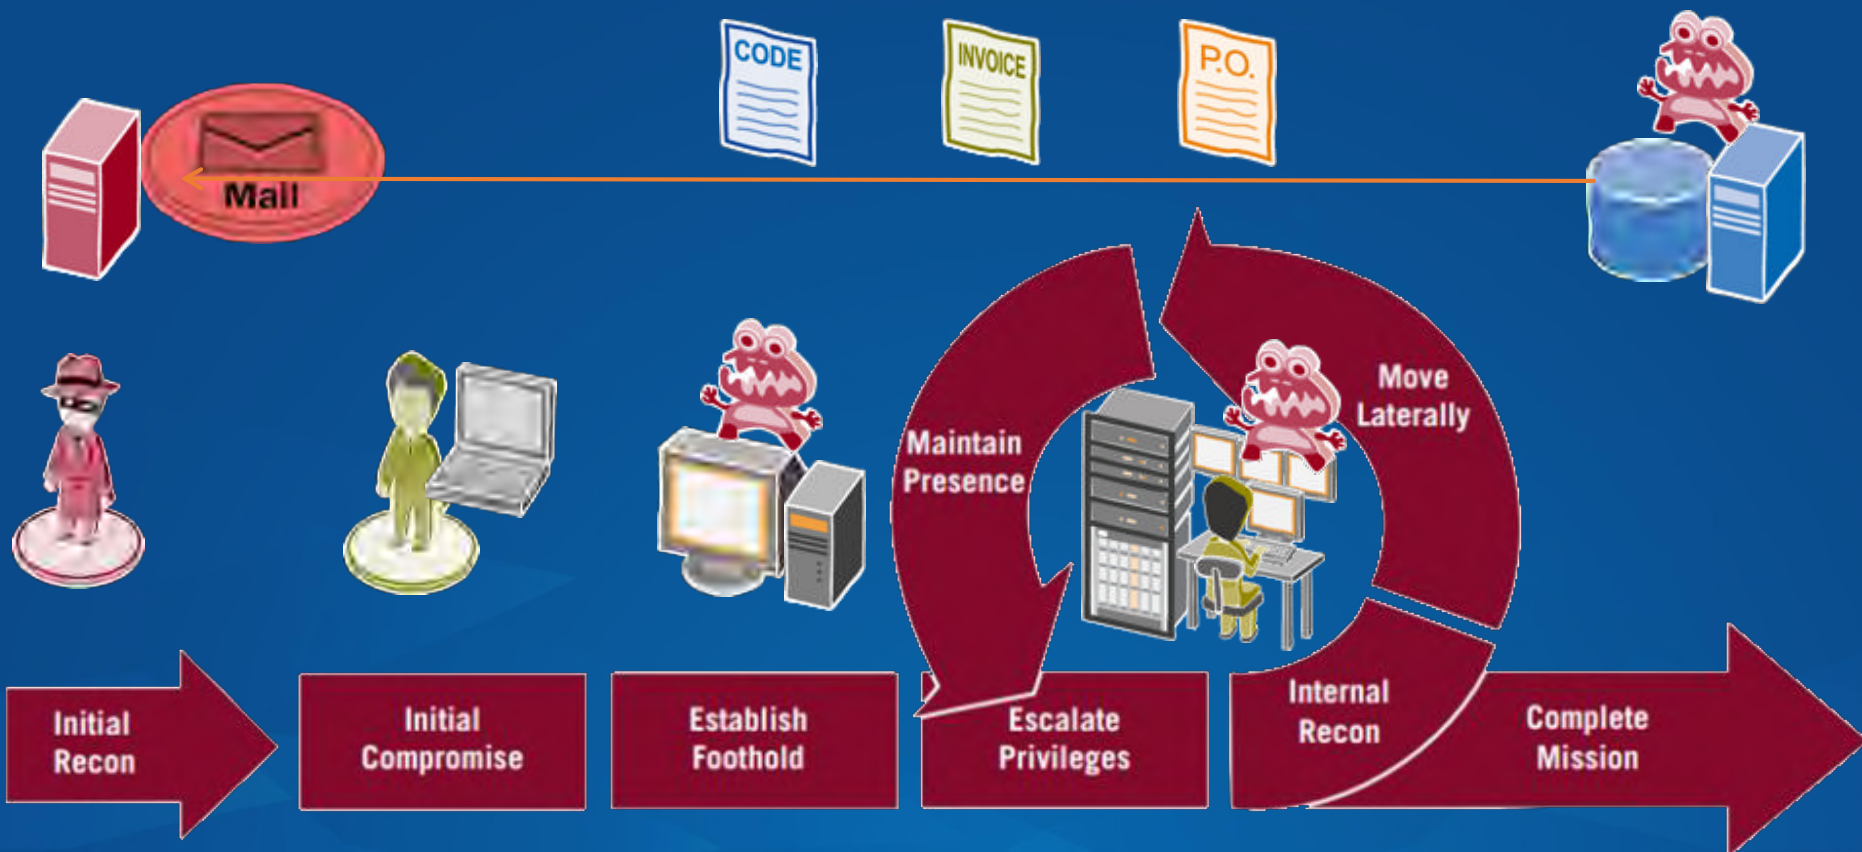 CODE
INVOICE
P.O.
Mail
Move
Laterally
Maintain
Presence
Initial
Recon
Initial
Compromise
Establish
Foothold
Escalate
Privileges
Internal
Recon
Complete
Mission